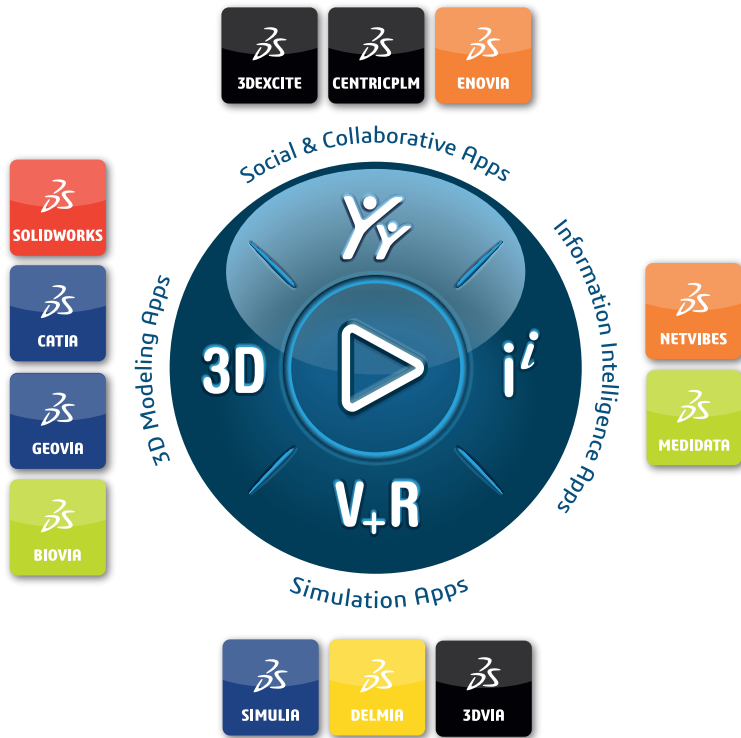 3DEXCITE
CENTRICPLM
ENOVIA
Social & Collaborative Apps
SOLIDWORKS
CATIA
GEOVIA
BIOVIA
3D Modeling Apps
3D
i i
V+R
Information Intelligence Apps
NETVIBES
MEDIDATA
Simulation Apps
SIMULIA
DELMIA
3DVIA